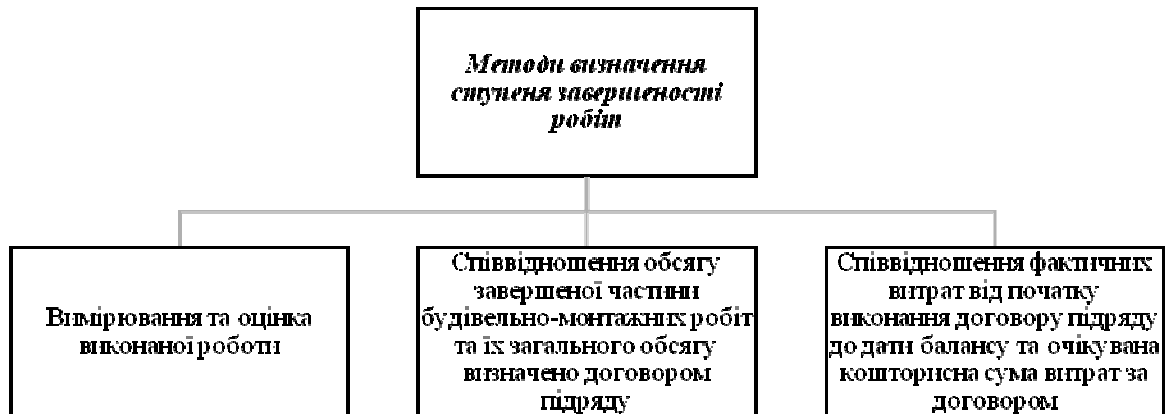 Методи визначення
ступеня завершеності
робіт
Вимірювання та оцінка
виконаної роботи
Співвідношення обсягу
завершеної частини
будівельно-монтажних робіт
та їх загального обсягу
визначено договором
підряду
Співвідношення фактичних
витрат від початку
виконання договору підряду
до дати балансу та очікувана
кошторисна сума витрат за
договором